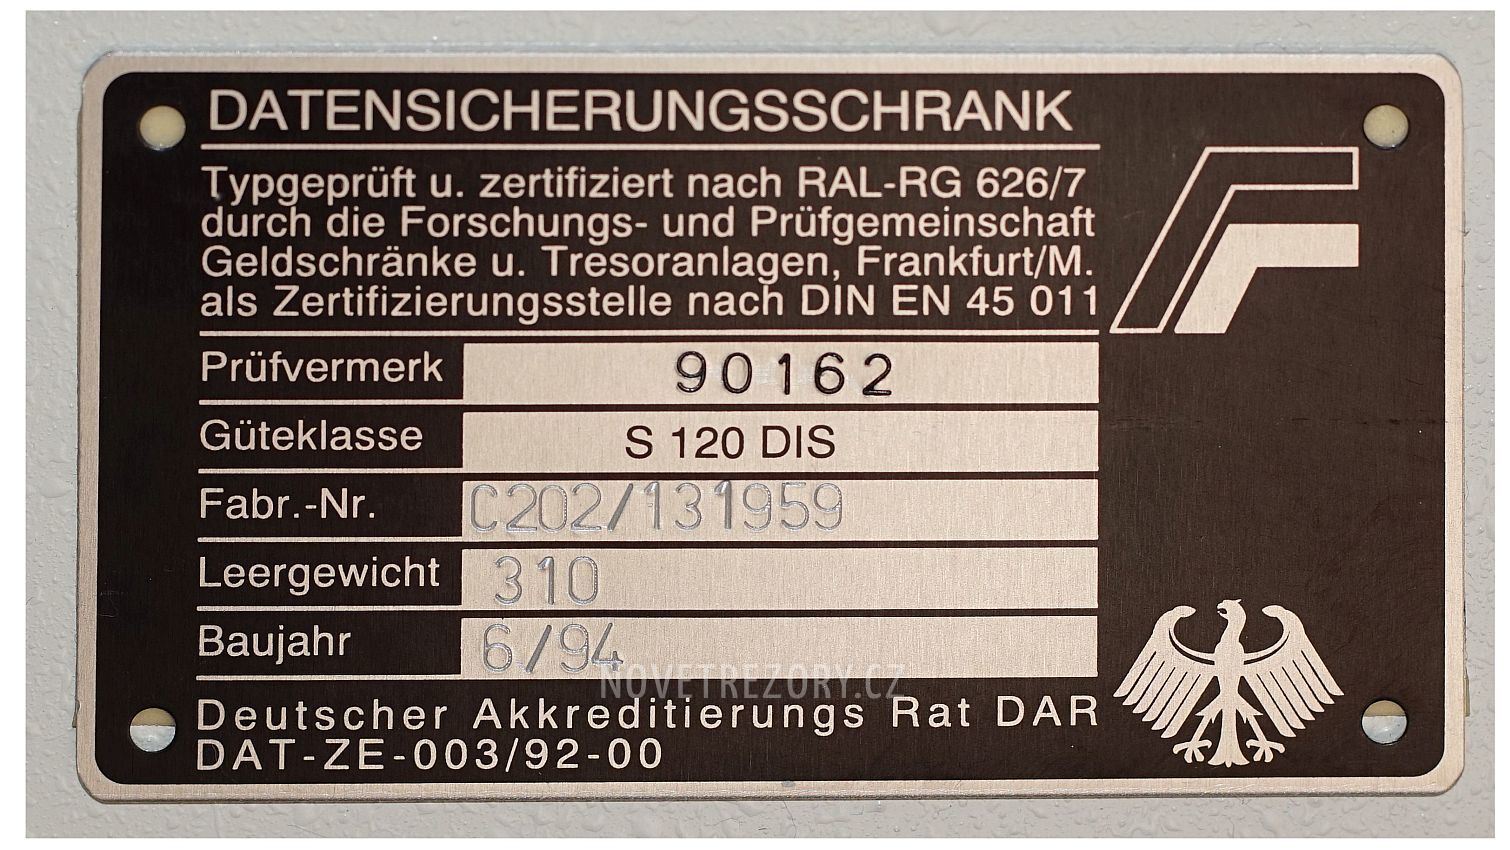 DATENSICHERUNGSSCHRANK
Typgeprüft u. zertifiziert nach RAL-RG 626/7
durch die Forschungs- und Prüfgemeinschaft
Geldschränke u. Tresoranlagen, Frankfurt/M.
als Zertifizierungsstelle nach DIN EN 45 011
Prüfvermerk 90162
Güteklasse S 120 DIS
Fabr.-Nr. C202/131959
Leergewicht 310
Baujahr 6/94
NOVETREZORY.CZ
Deutscher Akkreditierungs Rat DAR
DAT-ZE-003/92-00